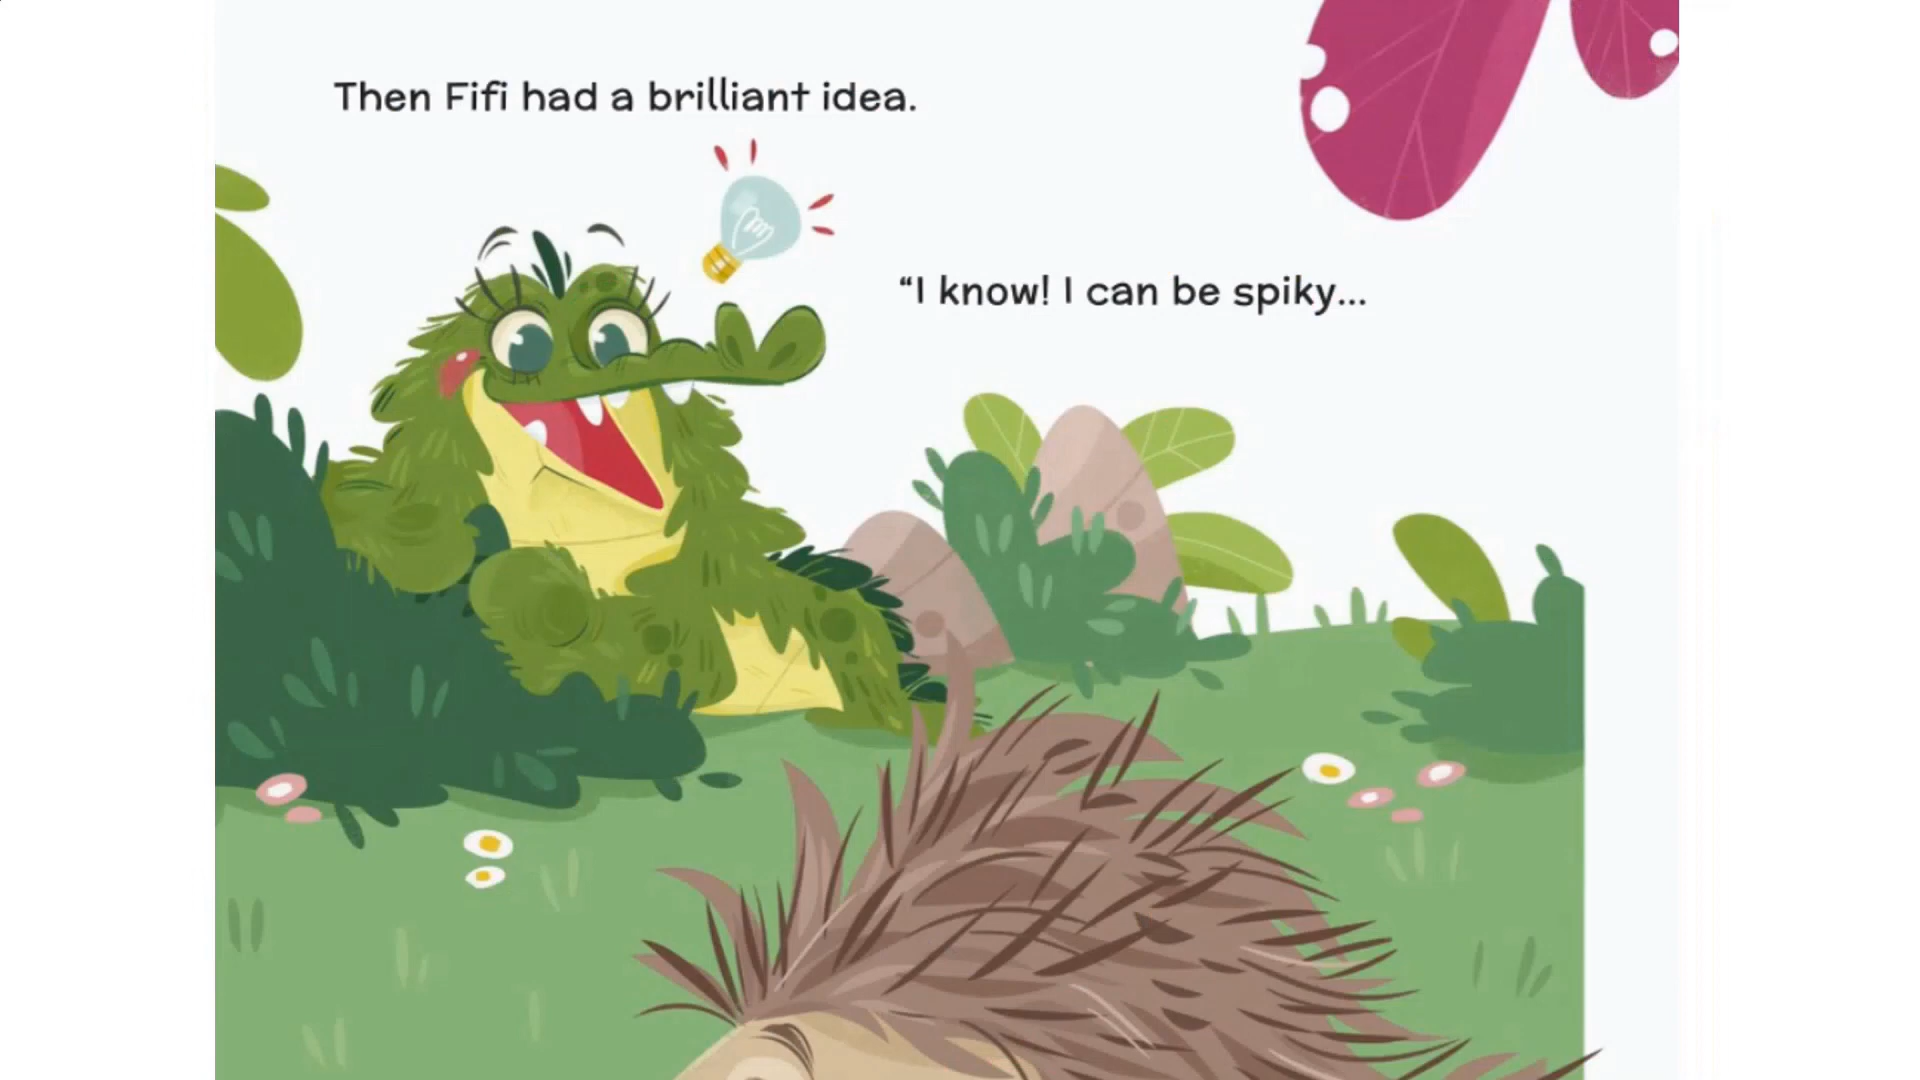 Then Fifi had a brilliant idea.
“I know! I can be spiky...